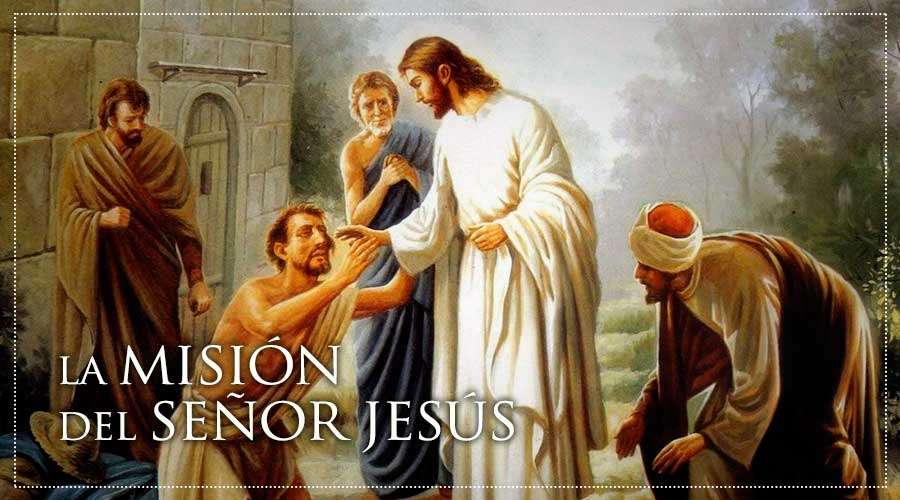 LA MISIÓN
DEL SEÑOR JESÚS